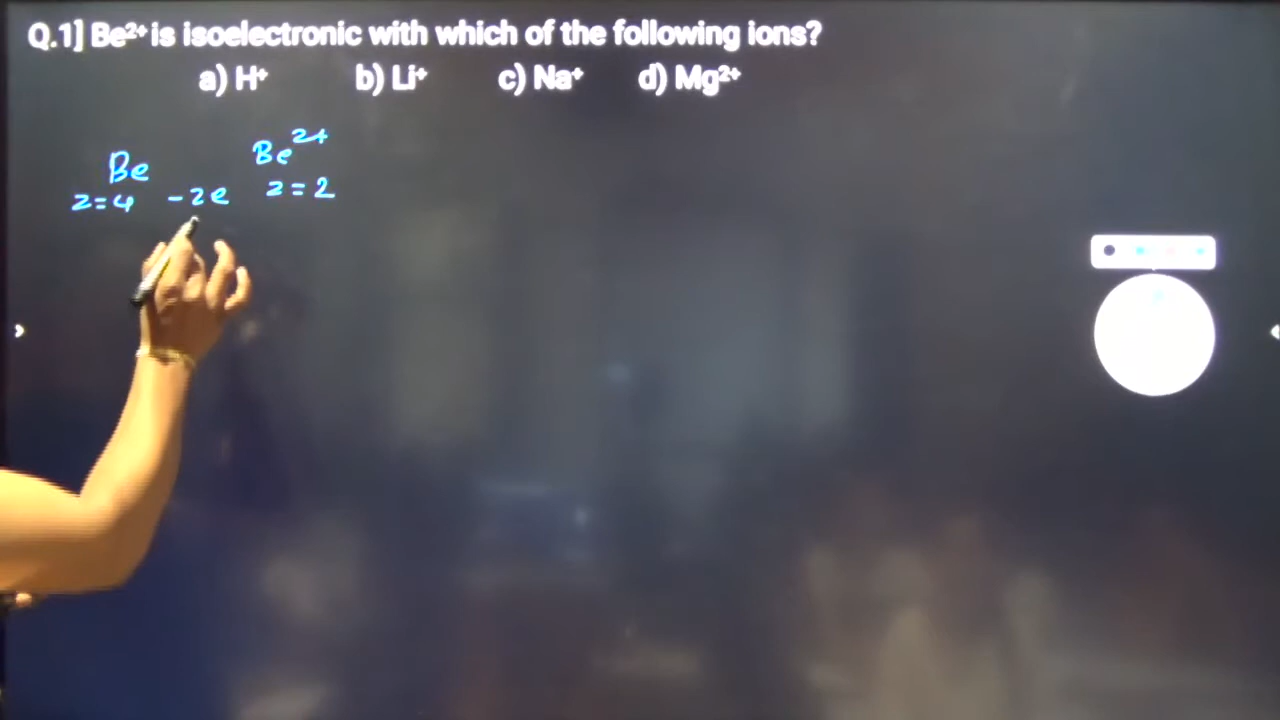 Q.1] Be²⁺ is isoelectronic with which of the following ions?
a) H⁺ b) Li⁺ c) Na⁺ d) Mg²⁺
Be Be²⁺
z=4 -2e z=2